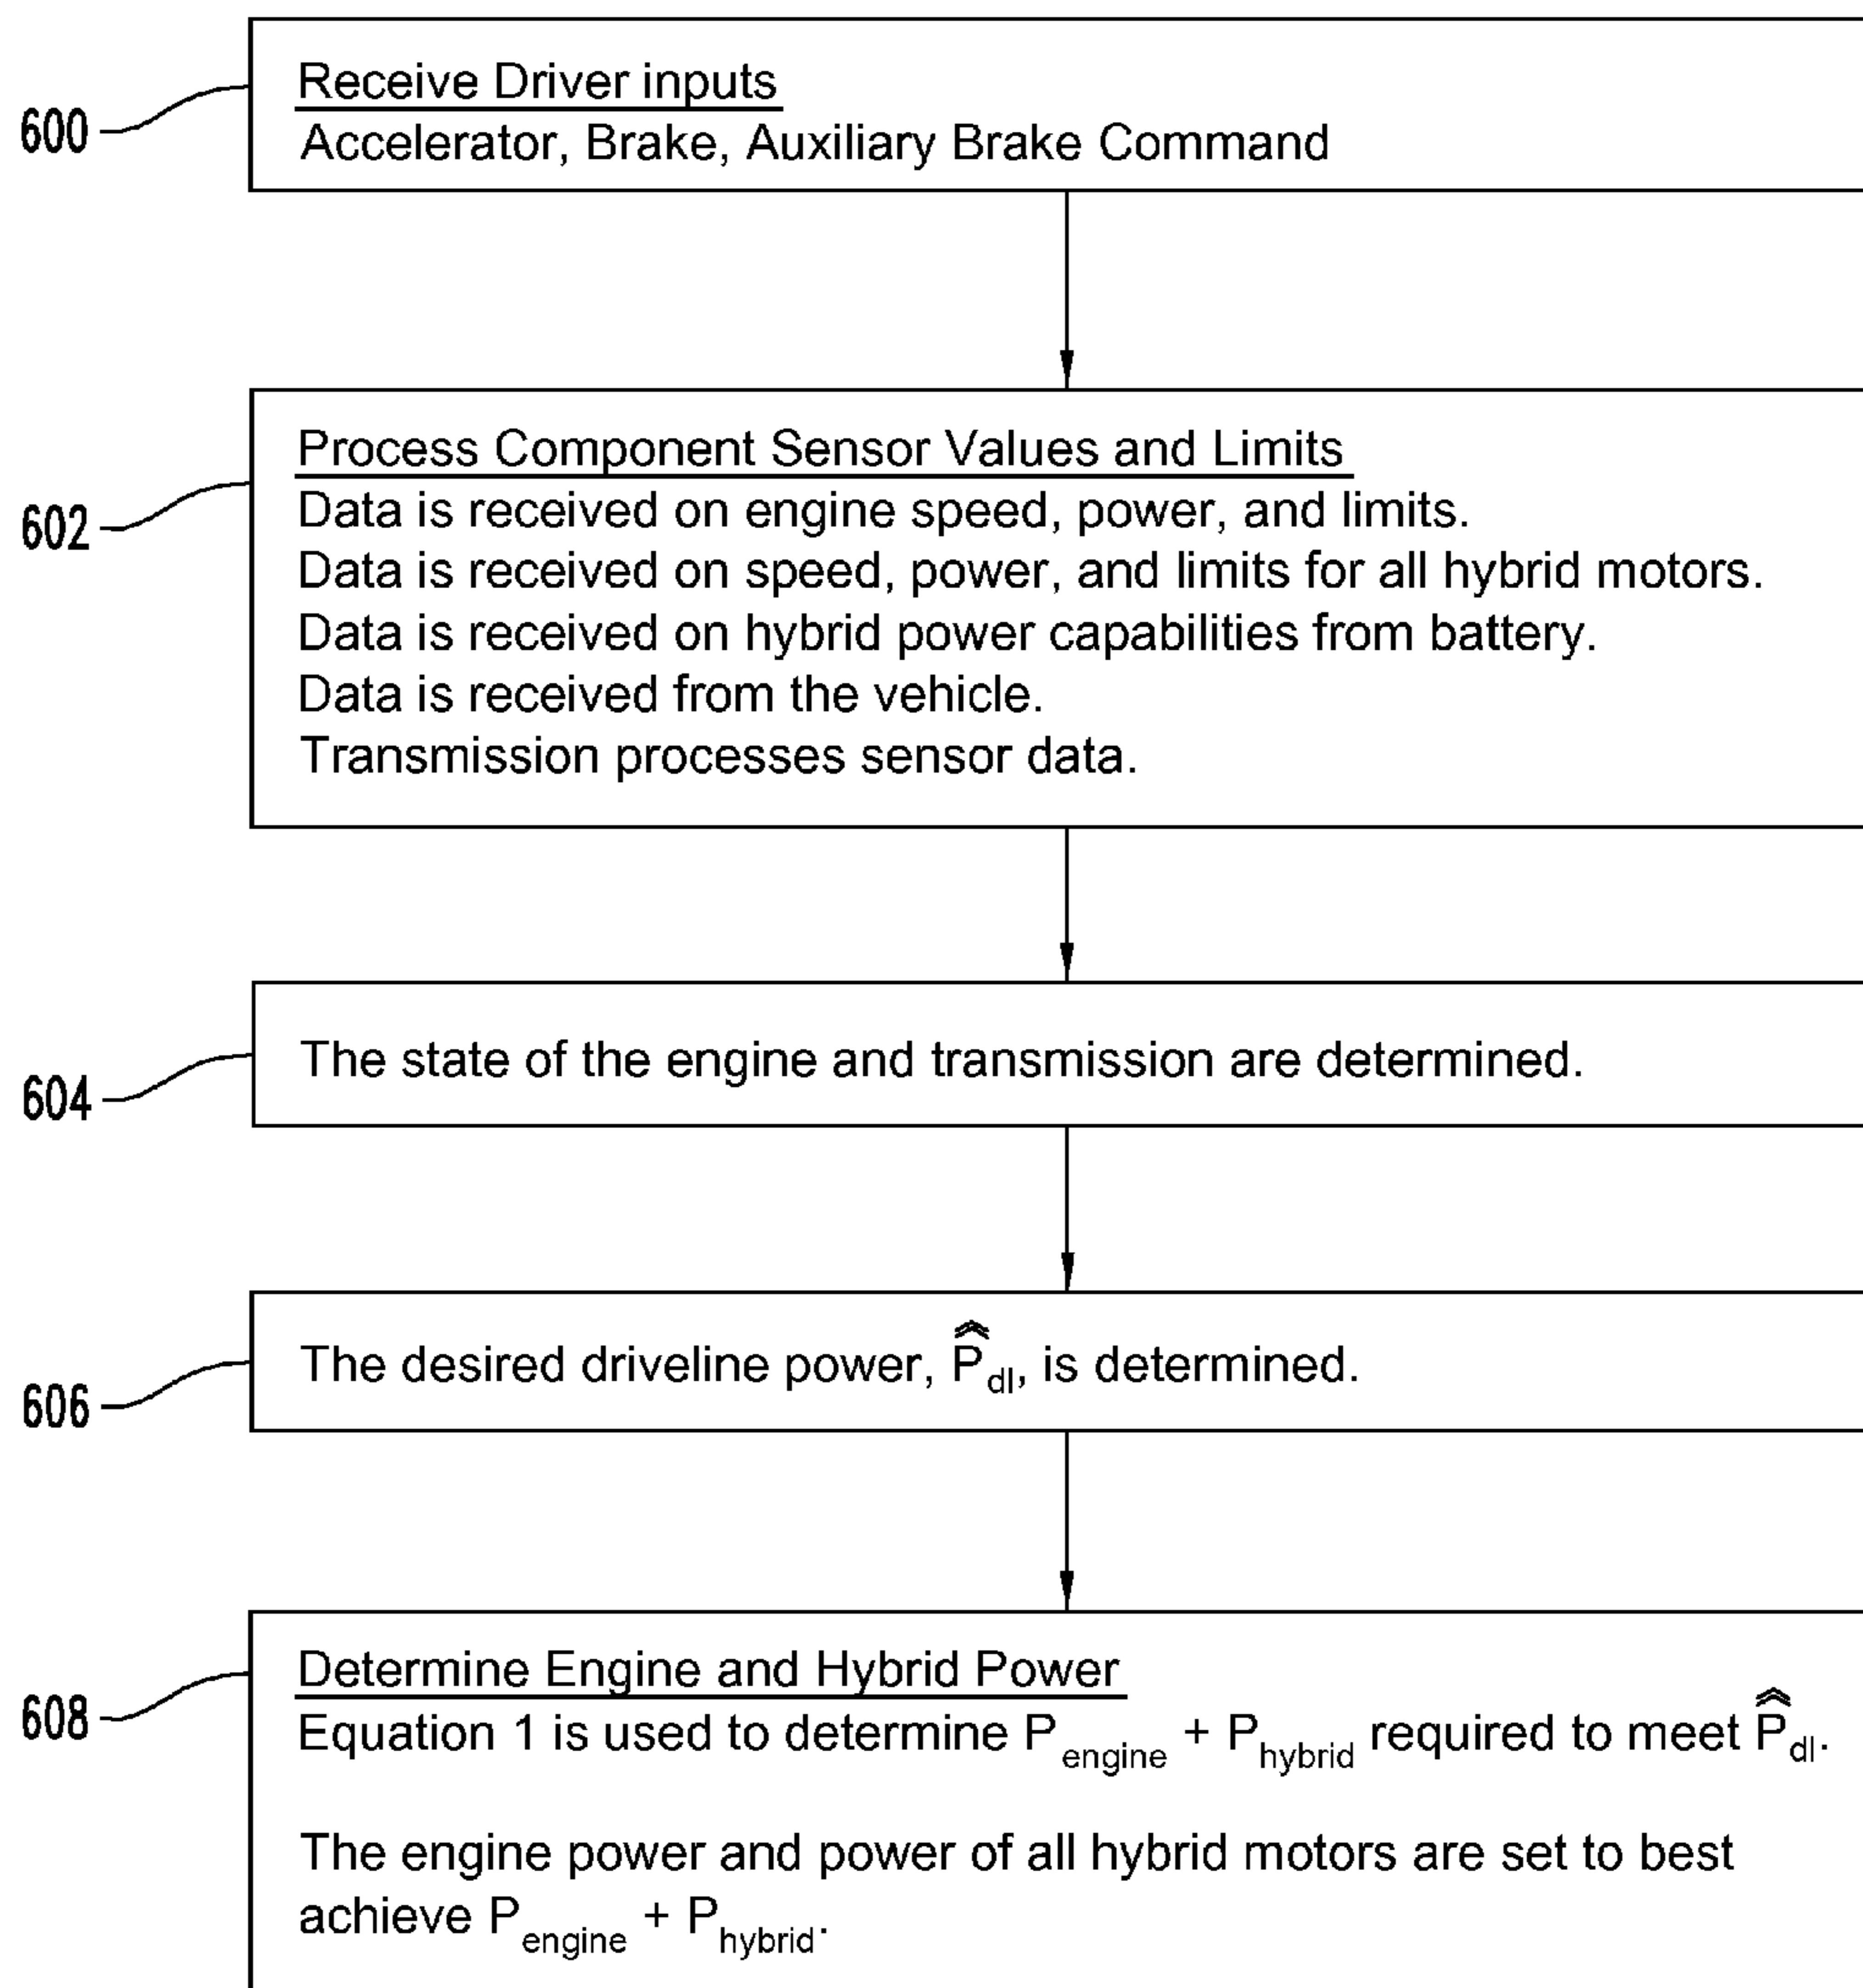 600
Receive Driver inputs
Accelerator, Brake, Auxiliary Brake Command
602
Process Component Sensor Values and Limits
Data is received on engine speed, power, and limits.
Data is received on speed, power, and limits for all hybrid motors.
Data is received on hybrid power capabilities from battery.
Data is received from the vehicle.
Transmission processes sensor data.
604
The state of the engine and transmission are determined.
606
The desired driveline power, P̂̂dl, is determined.
608
Determine Engine and Hybrid Power
Equation 1 is used to determine Pengine + Phybrid required to meet P̂̂dl.
The engine power and power of all hybrid motors are set to best
achieve Pengine + Phybrid.